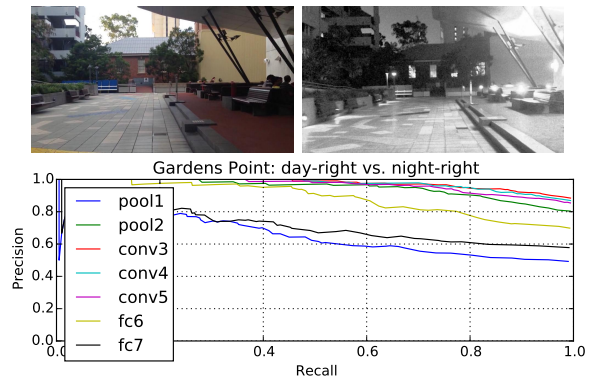 Gardens Point: day-right vs. night-right
Precision
1.0
0.8
0.6
0.4
0.2
0.0
pool1
pool2
conv3
conv4
conv5
fc6
fc7
0.4
0.6
0.8
1.0
Recall